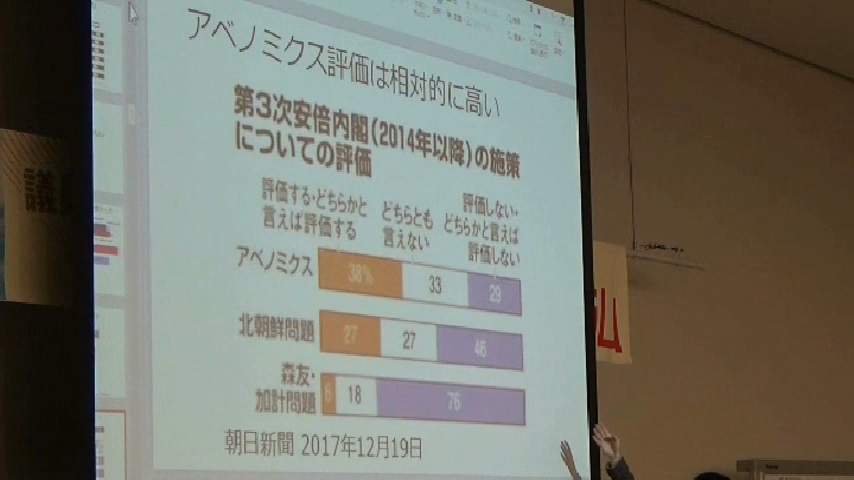 アベノミクス評価は相対的に高い
第3次安倍内閣(2014年以降)の施策
についての評価
評価する・どちらかと
言えば評価する
どちらとも
言えない
評価しない・
どちらかと言えば
評価しない
アベノミクス
38%
33
29
北朝鮮問題
27
27
46
森友・
加計問題
6
18
76
朝日新聞 2017年12月19日
議